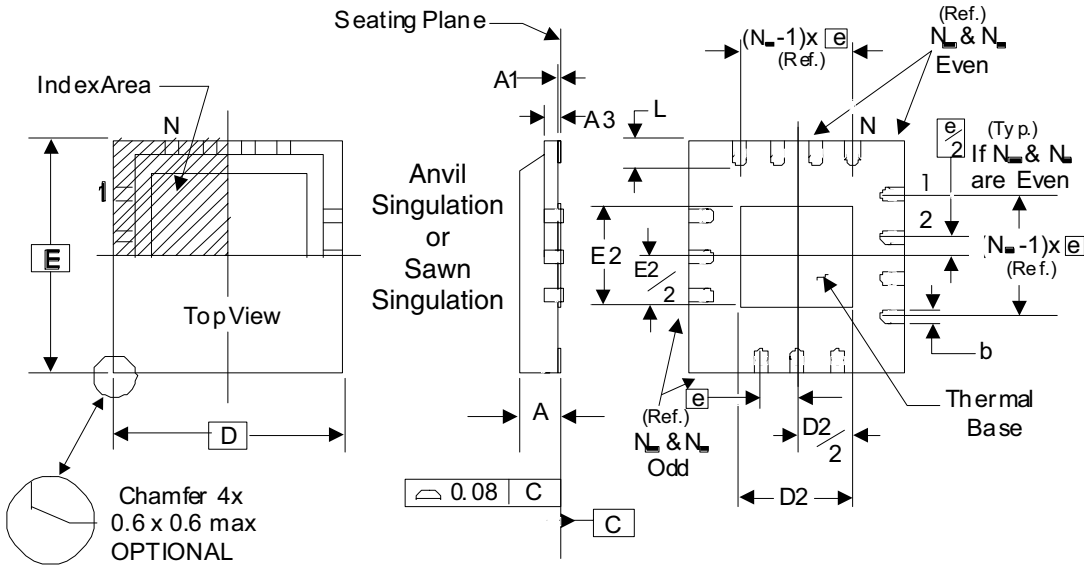 Seating Plane
IndexArea
N
1
E
TopView
D
Chamfer 4x
0.6 x 0.6 max
OPTIONAL
A1
A3
L
Anvil
Singulation
or
Sawn
Singulation
A
0.08 C
C
E2
E2/2
(N -1)x e
(Ref.)
(Ref.)
N & N
Even
N
1
2
e/2
(Typ.)
If N & N
are Even
(N -1)x e
(Ref.)
b
Thermal
Base
e
D2/2
D2
(Ref.)
N & N
Odd